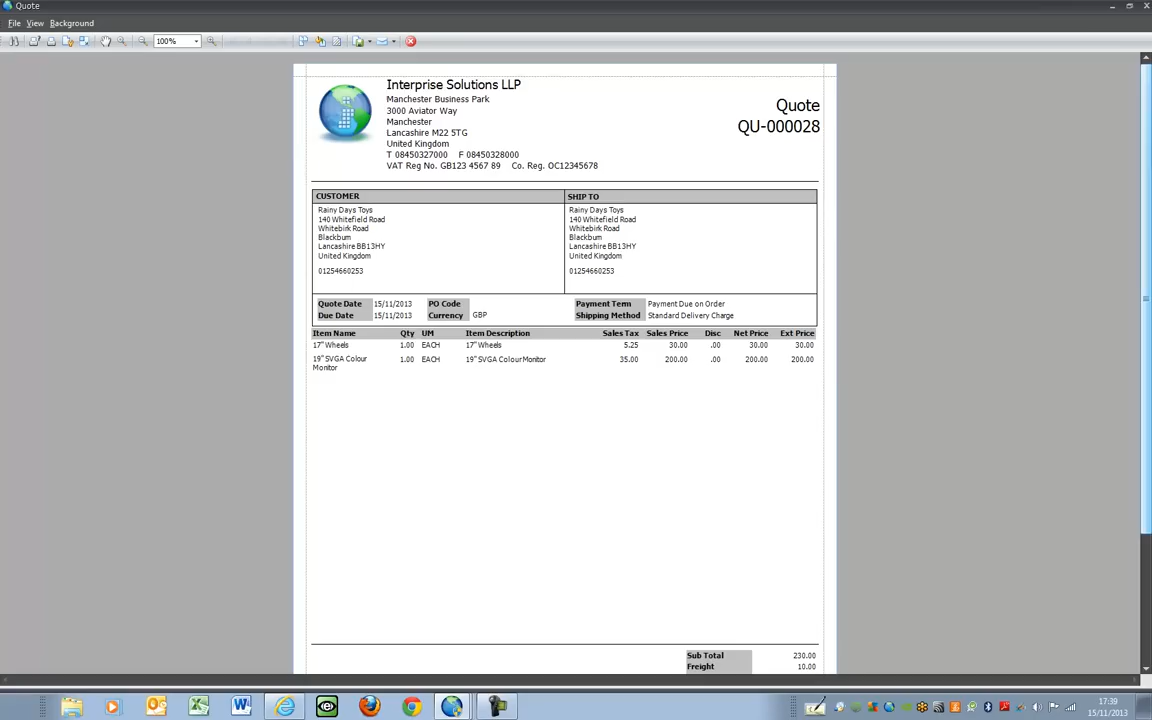 Quote
File View Background
100%
Interprise Solutions LLP
Manchester Business Park
3000 Aviator Way
Manchester
Lancashire M22 5TG
United Kingdom
T 08450327000 F 08450328000
VAT Reg No. GB123 4567 89 Co. Reg. OC12345678
Quote
QU-000028
CUSTOMER SHIP TO
Rainy Days Toys Rainy Days Toys
140 Whitefield Road 140 Whitefield Road
Whitebirk Road Whitebirk Road
Blackburn Blackburn
Lancashire BB13HY Lancashire BB13HY
United Kingdom United Kingdom
01254660253 01254660253
Quote Date 15/11/2013 PO Code Payment Term Payment Due on Order
Due Date 15/11/2013 Currency GBP Shipping Method Standard Delivery Charge
Item Name Qty UM Item Description Sales Tax Sales Price Disc Net Price Ext Price
17" Wheels 1.00 EACH 17" Wheels 5.25 30.00 .00 30.00 30.00
19" SVGA Colour 1.00 EACH 19" SVGA Colour Monitor 35.00 200.00 .00 200.00 200.00
Monitor
Sub Total 230.00
Freight 10.00
17:39
15/11/2013